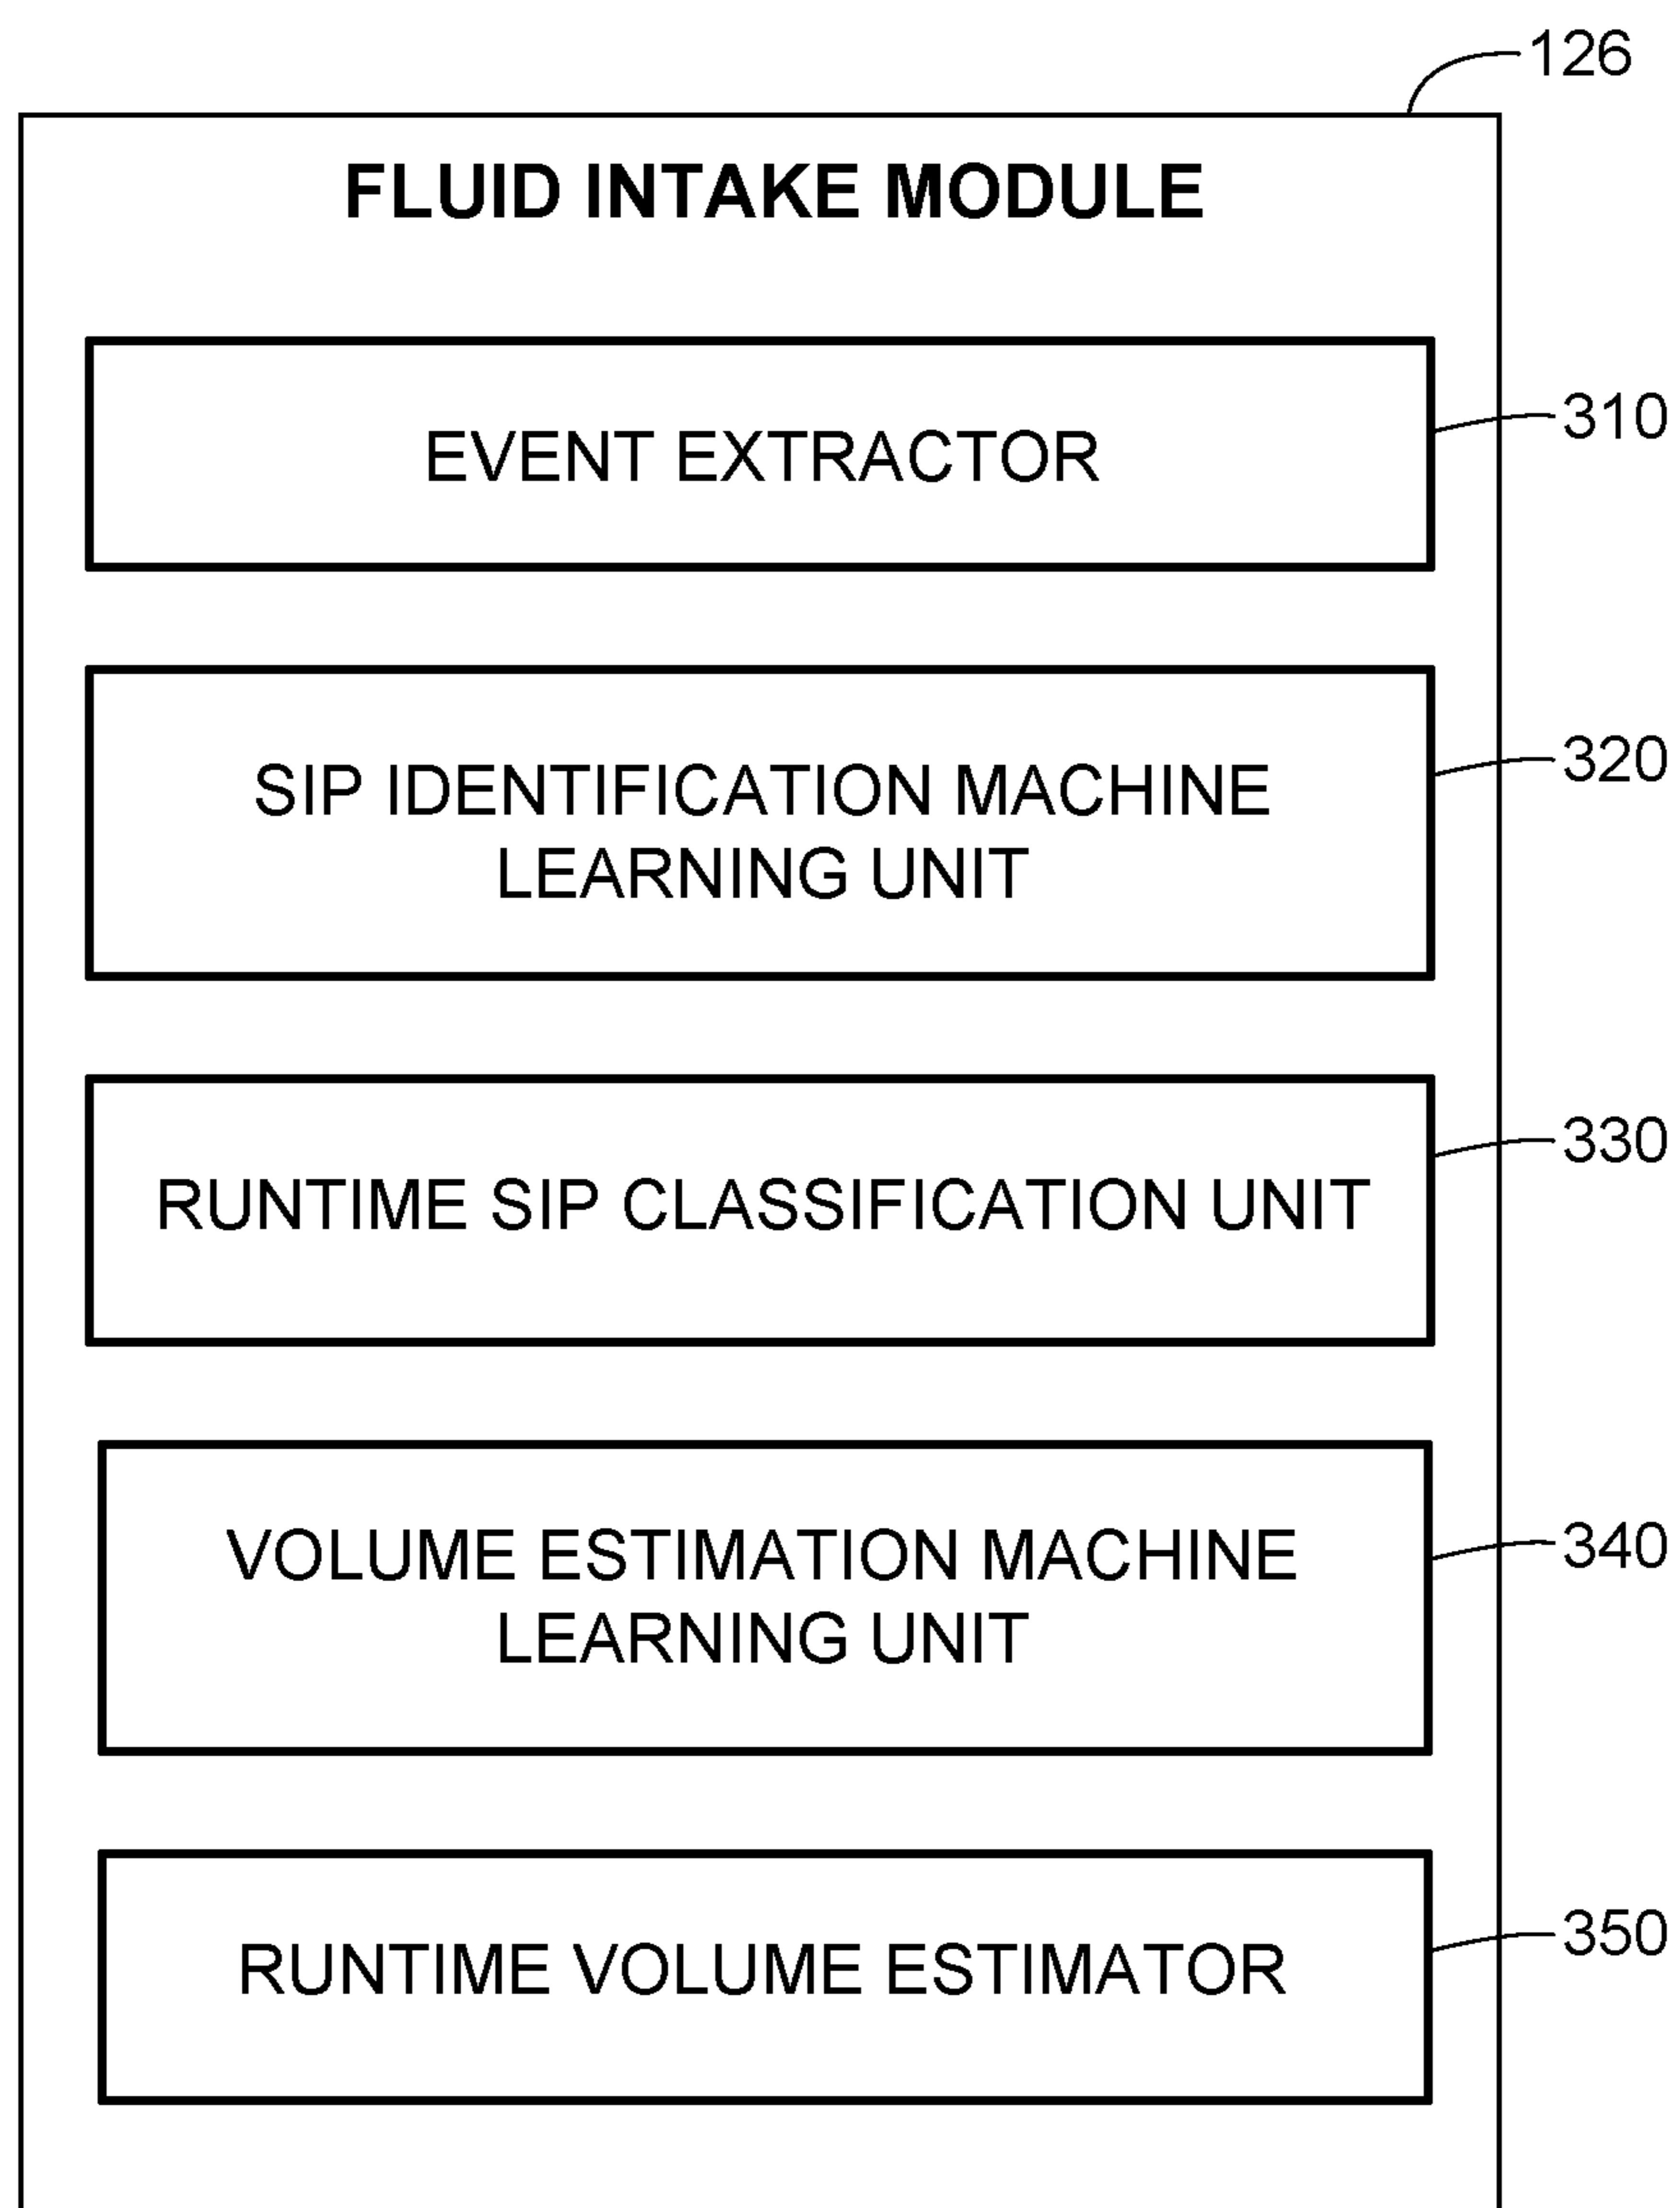 126
FLUID INTAKE MODULE
EVENT EXTRACTOR
310
SIP IDENTIFICATION MACHINE
LEARNING UNIT
320
RUNTIME SIP CLASSIFICATION UNIT
330
VOLUME ESTIMATION MACHINE
LEARNING UNIT
340
RUNTIME VOLUME ESTIMATOR
350